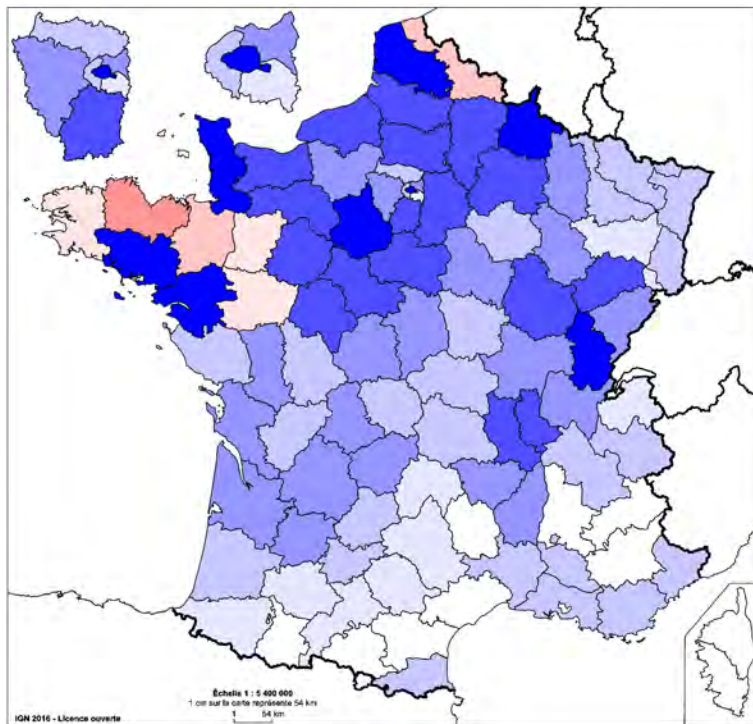 Échelle 1 : 5 400 000
1 cm sur la carte représente 54 km
1 54 km
IGN 2016 - Licence ouverte